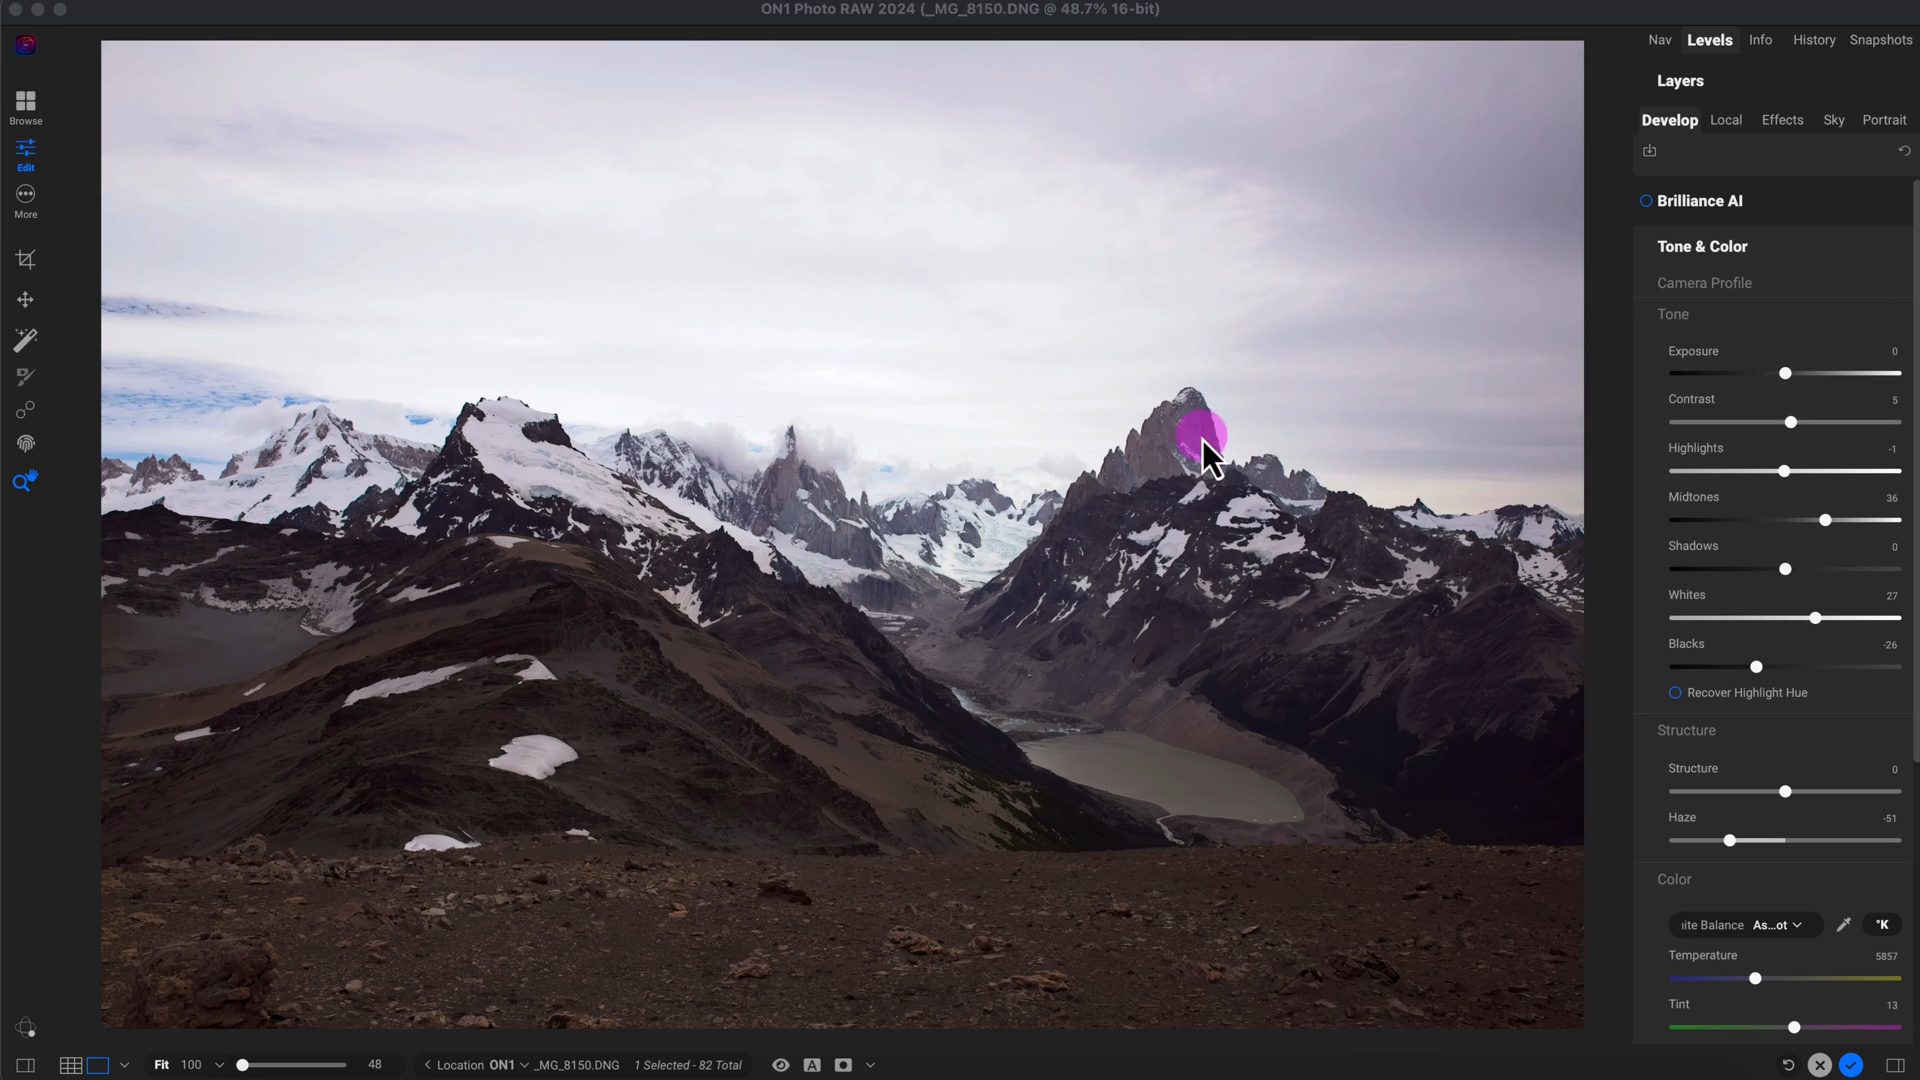 ON1 Photo RAW 2024 (_MG_8150.DNG @ 48.7% 16-bit)
Nav Levels Info History Snapshots
Layers
Develop Local Effects Sky Portrait
Browse
Edit
More
Brilliance AI
Tone & Color
Camera Profile
Tone
Exposure 0
Contrast 5
Highlights -1
Midtones 36
Shadows 0
Whites 27
Blacks -26
Recover Highlight Hue
Structure
Structure 0
Haze -51
Color
ite Balance As...ot °K
Temperature 5857
Tint 13
Fit 100 48 Location ON1 _MG_8150.DNG 1 Selected - 82 Total A